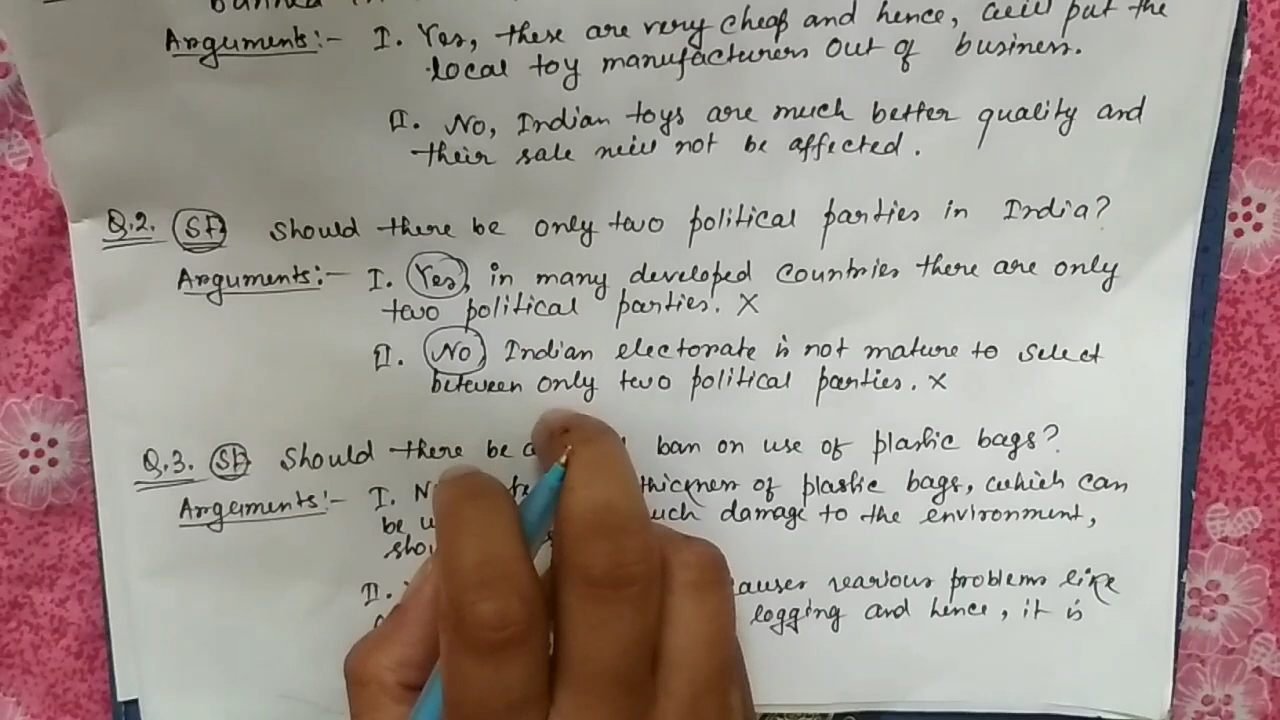 banned in
Arguments:- I. Yes, these are very cheap and hence, will put the
local toy manufacturers out of business.
II. No, Indian toys are much better quality and
their sale will not be affected.
Q.2. SF Should there be only two political parties in India?
Arguments:- I. Yes, in many developed countries there are only
two political parties. X
II. No, Indian electorate is not mature to select
between only two political parties. X
Q.3. SF Should there be a ban on use of plastic bags?
Arguments:- I. thickness of plastic bags, which can
be damage to the environment,
II. various problems like
logging and hence, it is